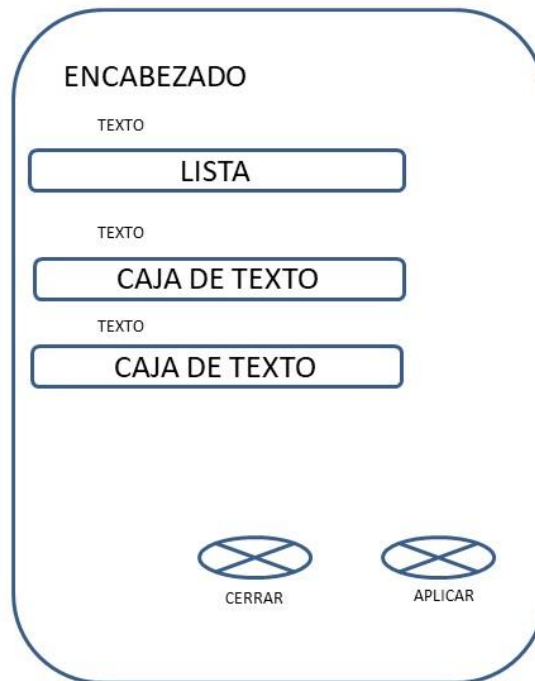 ENCABEZADO
TEXTO
LISTA
TEXTO
CAJA DE TEXTO
TEXTO
CAJA DE TEXTO
CERRAR
APLICAR